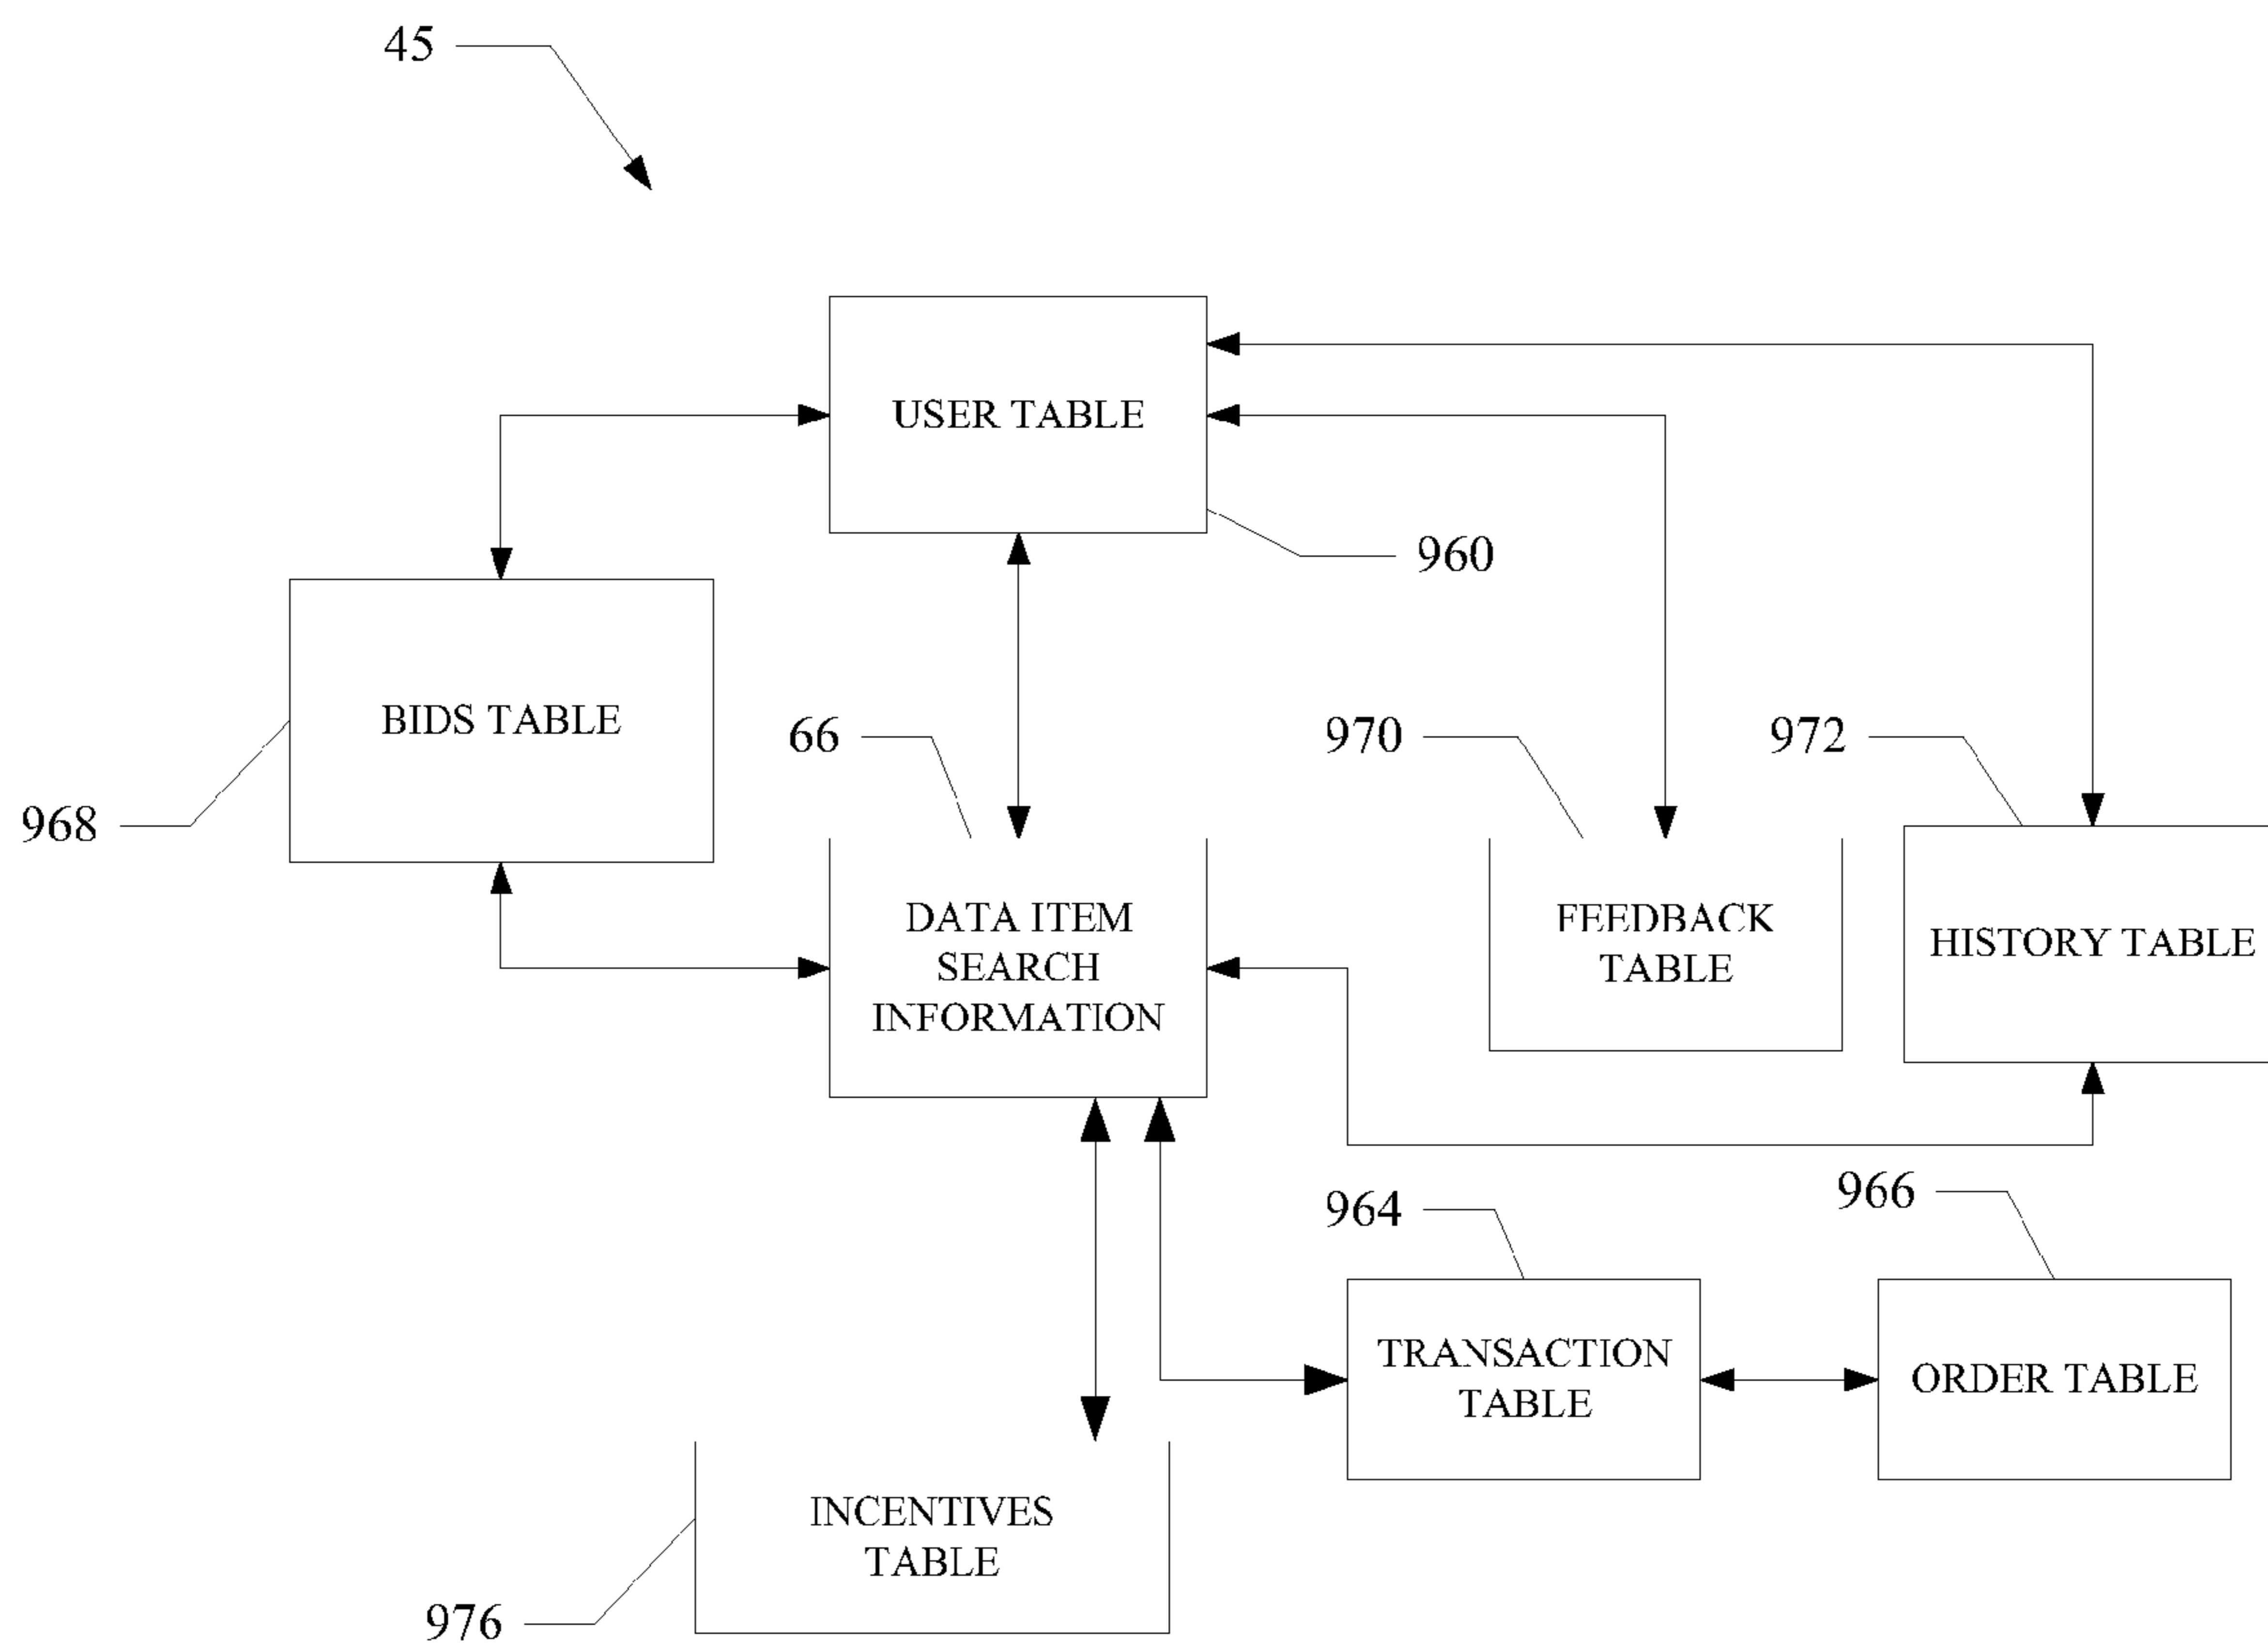 45
USER TABLE
960
BIDS TABLE
66
970
972
968
DATA ITEM
SEARCH
INFORMATION
FEEDBACK
TABLE
HISTORY TABLE
964
966
TRANSACTION
TABLE
ORDER TABLE
INCENTIVES
TABLE
976